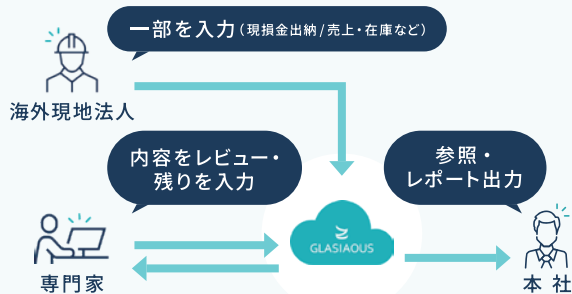 一部を入力（現損金出納/売上・在庫など）
海外現地法人
内容をレビュー・
残りを入力
参照・
レポート出力
GLASIAOUS
専門家
本社